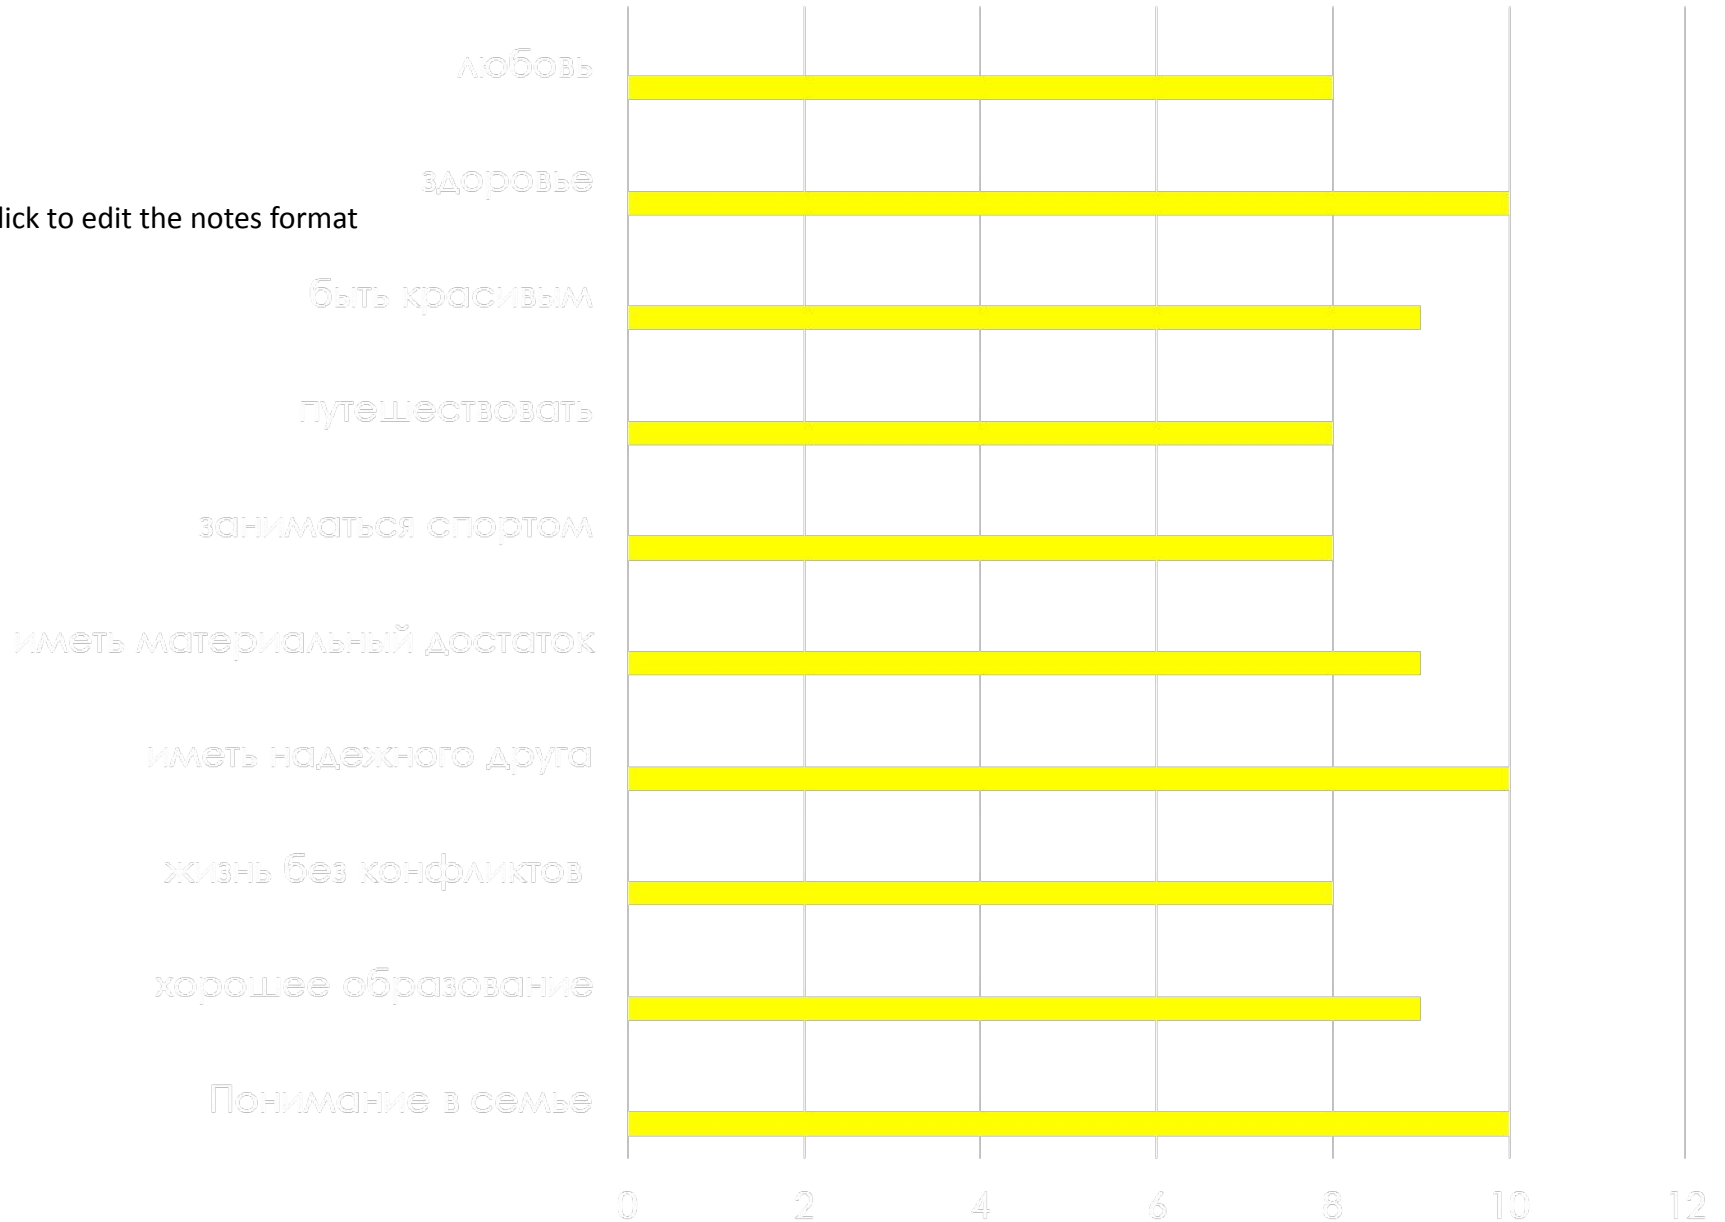 любовь
здоровье
lick to edit the notes format
быть красивым
путешествовать
заниматься спортом
иметь материальный достаток
иметь надежного друга
жизнь без конфликтов
хорошее образование
Понимание в семье
0 2 4 6 8 10 12